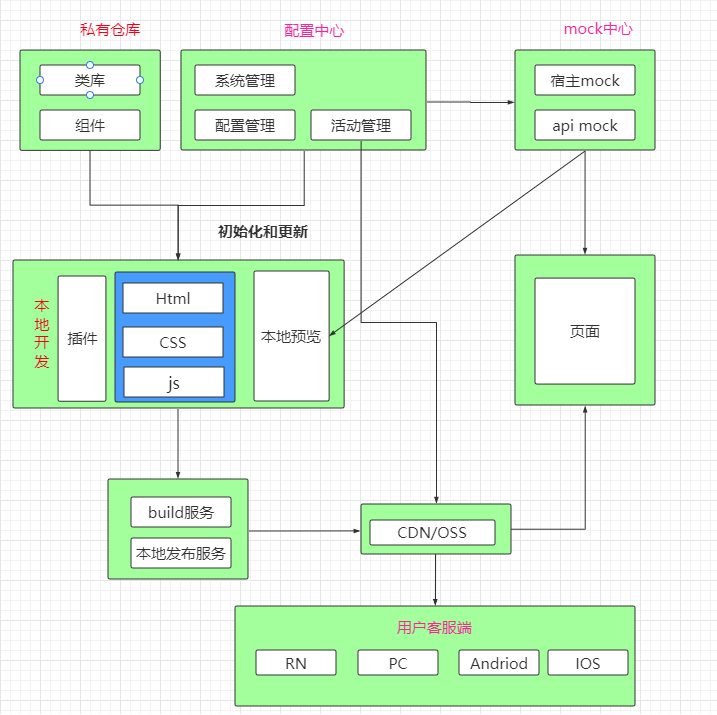 私有仓库
配置中心
mock中心
类库
组件
系统管理
配置管理
活动管理
宿主mock
api mock
初始化和更新
本地开发
插件
Html
CSS
js
本地预览
页面
build服务
本地发布服务
CDN/OSS
用户客服端
RN
PC
Andriod
IOS